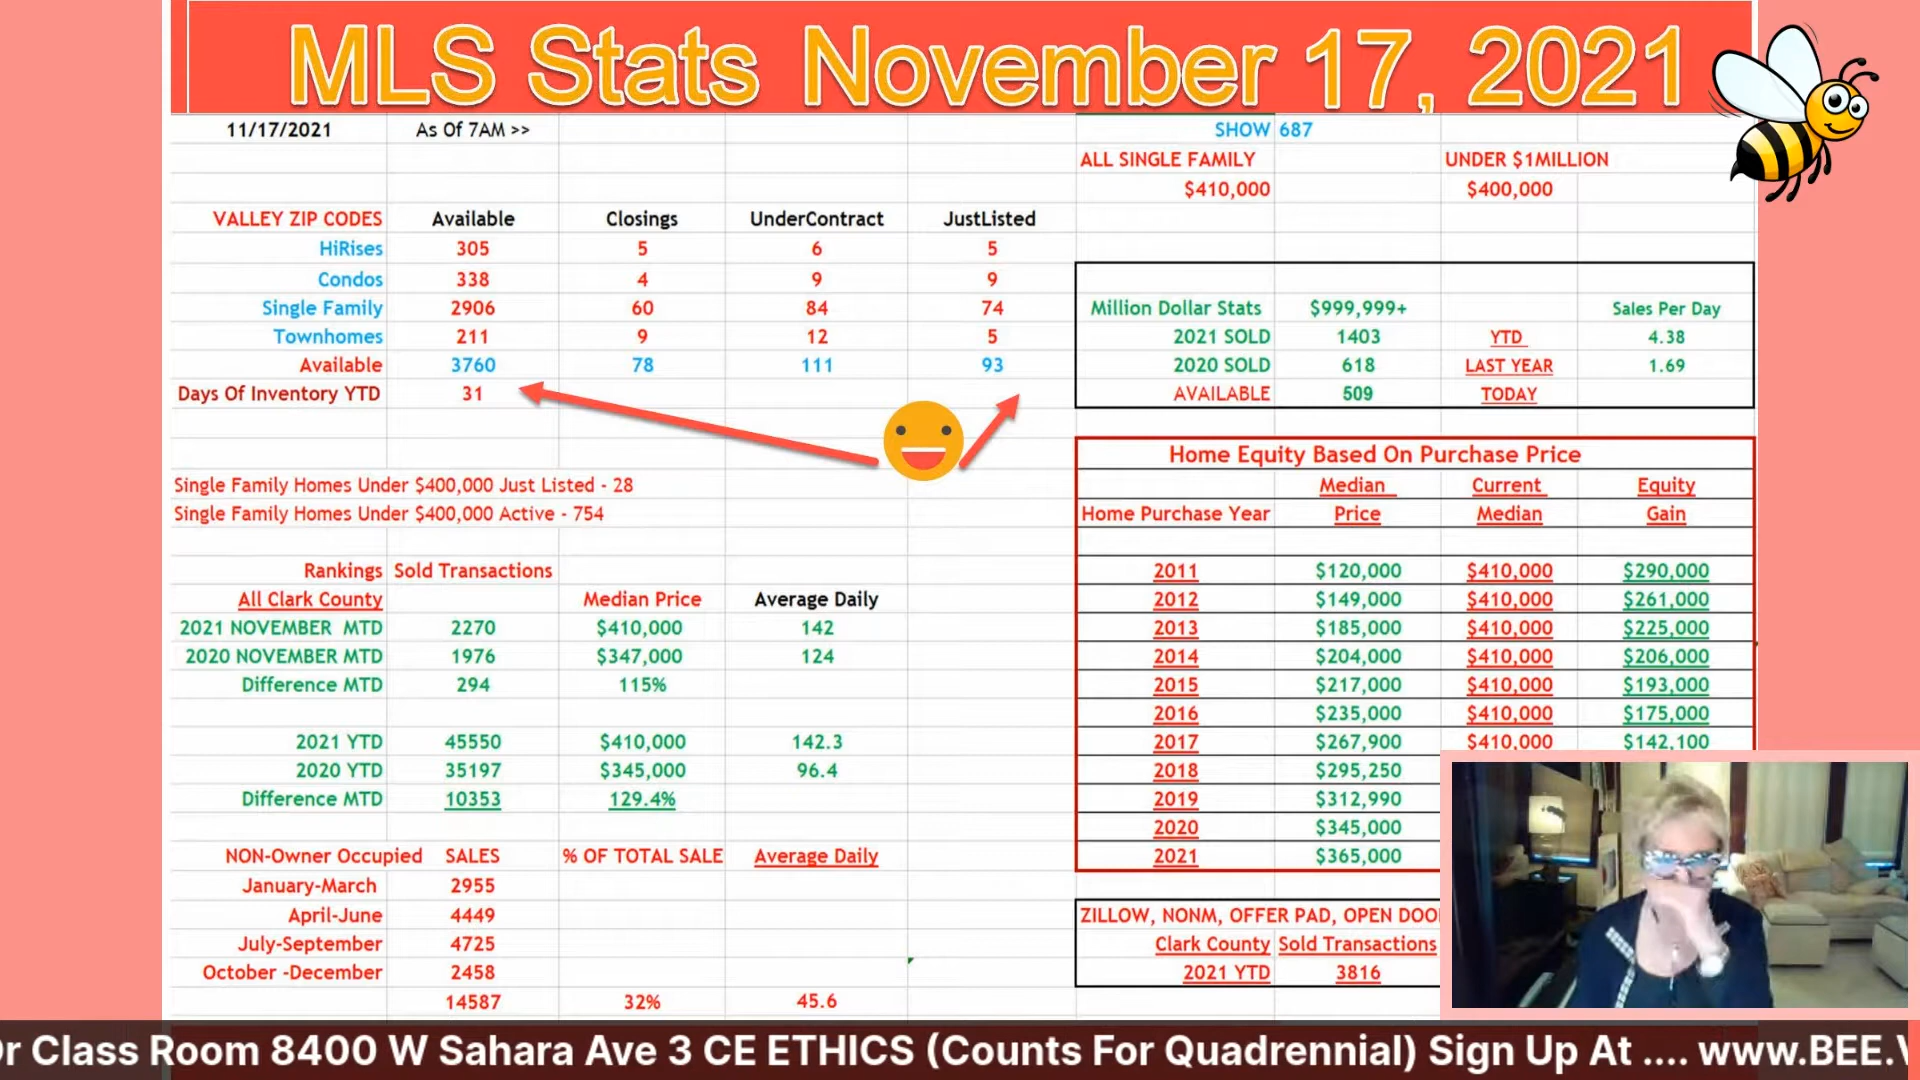 MLS Stats November 17, 2021
11/17/2021 As Of 7AM >> SHOW 687
ALL SINGLE FAMILY UNDER $1MILLION
$410,000 $400,000
VALLEY ZIP CODES Available Closings UnderContract JustListed
HiRises 305 5 6 5
Condos 338 4 9 9
Single Family 2906 60 84 74
Townhomes 211 9 12 5
Available 3760 78 111 93
Days Of Inventory YTD 31
Million Dollar Stats $999,999+ Sales Per Day
2021 SOLD 1403 YTD 4.38
2020 SOLD 618 LAST YEAR 1.69
AVAILABLE 509 TODAY
Single Family Homes Under $400,000 Just Listed - 28
Single Family Homes Under $400,000 Active - 754
Rankings Sold Transactions
All Clark County Median Price Average Daily
2021 NOVEMBER MTD 2270 $410,000 142
2020 NOVEMBER MTD 1976 $347,000 124
Difference MTD 294 115%
2021 YTD 45550 $410,000 142.3
2020 YTD 35197 $345,000 96.4
Difference MTD 10353 129.4%
NON-Owner Occupied SALES % OF TOTAL SALE Average Daily
January-March 2955
April-June 4449
July-September 4725
October -December 2458
14587 32% 45.6
Home Equity Based On Purchase Price
Median Current Equity
Home Purchase Year Price Median Gain
2011 $120,000 $410,000 $290,000
2012 $149,000 $410,000 $261,000
2013 $185,000 $410,000 $225,000
2014 $204,000 $410,000 $206,000
2015 $217,000 $410,000 $193,000
2016 $235,000 $410,000 $175,000
2017 $267,900 $410,000 $142,100
2018 $295,250
2019 $312,990
2020 $345,000
2021 $365,000
ZILLOW, NONM, OFFER PAD, OPEN DOO
Clark County Sold Transactions
2021 YTD 3816
r Class Room 8400 W Sahara Ave 3 CE ETHICS (Counts For Quadrennial) Sign Up At .... www.BEE.V